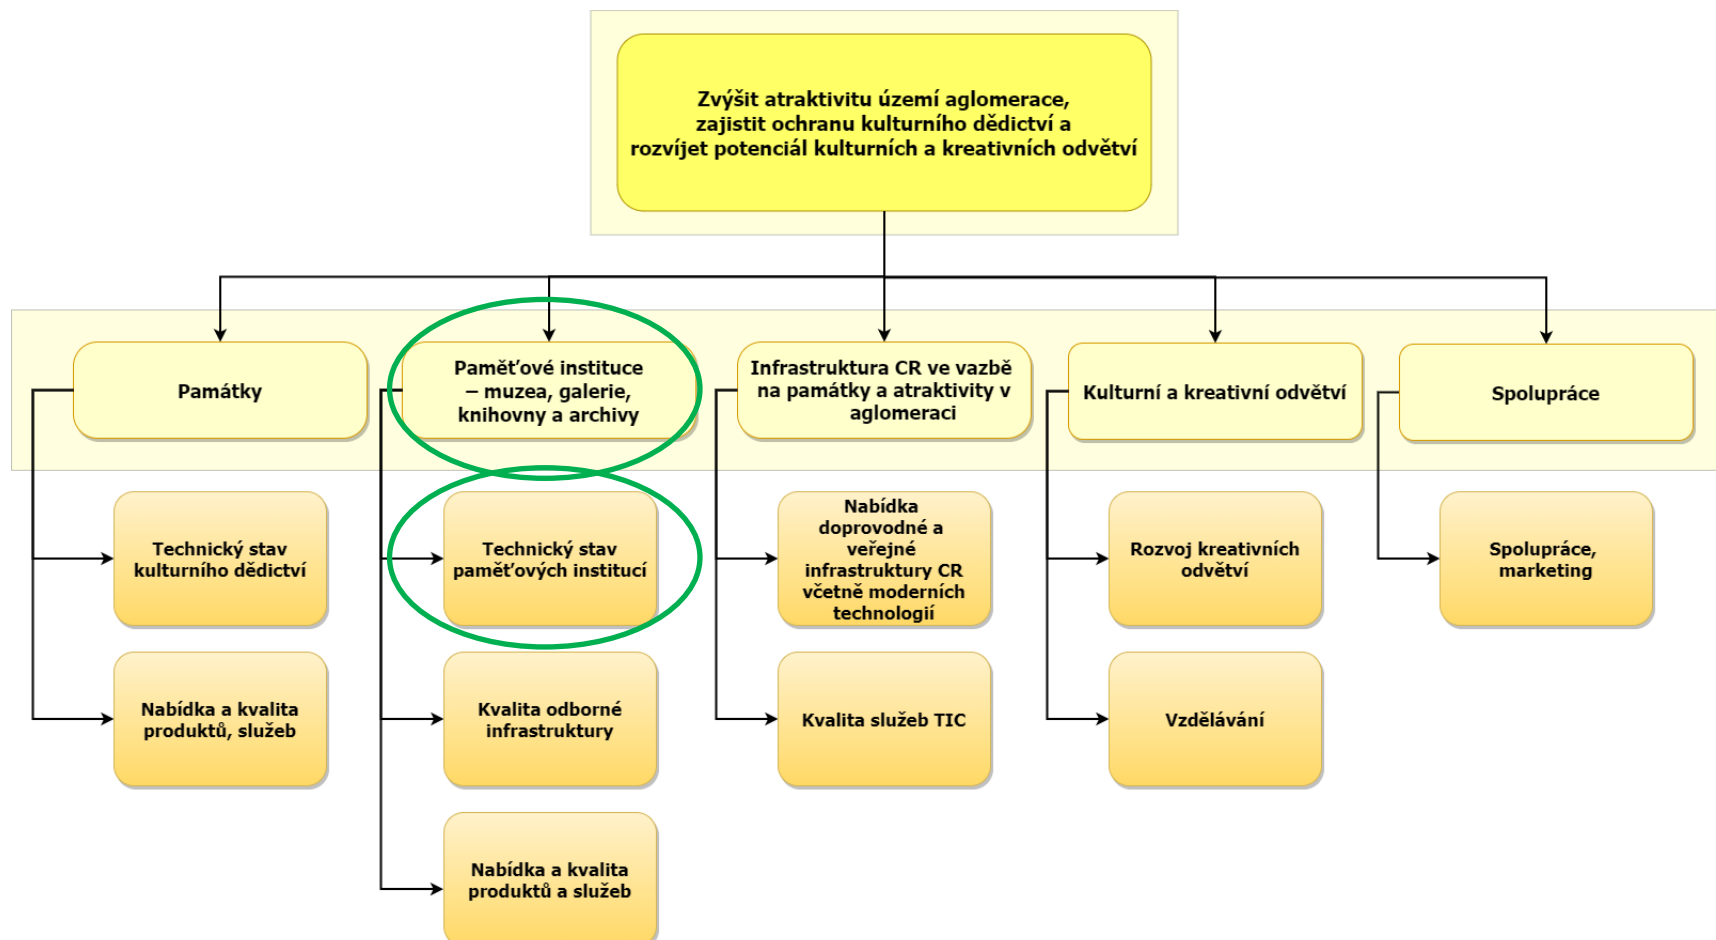 Zvýšit atraktivitu území aglomerace,
zajistit ochranu kulturního dědictví a
rozvíjet potenciál kulturních a kreativních odvětví
Památky
Paměťové instituce
– muzea, galerie,
knihovny a archivy
Infrastruktura CR ve vazbě
na památky a atraktivity v
aglomeraci
Kulturní a kreativní odvětví
Spolupráce
Technický stav
kulturního dědictví
Technický stav
paměťových institucí
Nabídka
doprovodné a
veřejné
infrastruktury CR
včetně moderních
technologií
Rozvoj kreativních
odvětví
Spolupráce,
marketing
Nabídka a kvalita
produktů, služeb
Kvalita odborné
infrastruktury
Kvalita služeb TIC
Vzdělávání
Nabídka a kvalita
produktů a služeb